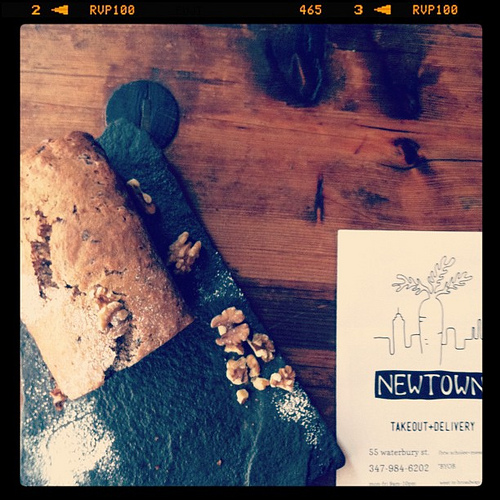 2 RVP100 465 3 RVP100
NEWTOWN
TAKEOUT+DELIVERY
55 waterbury st.
347-984-6202